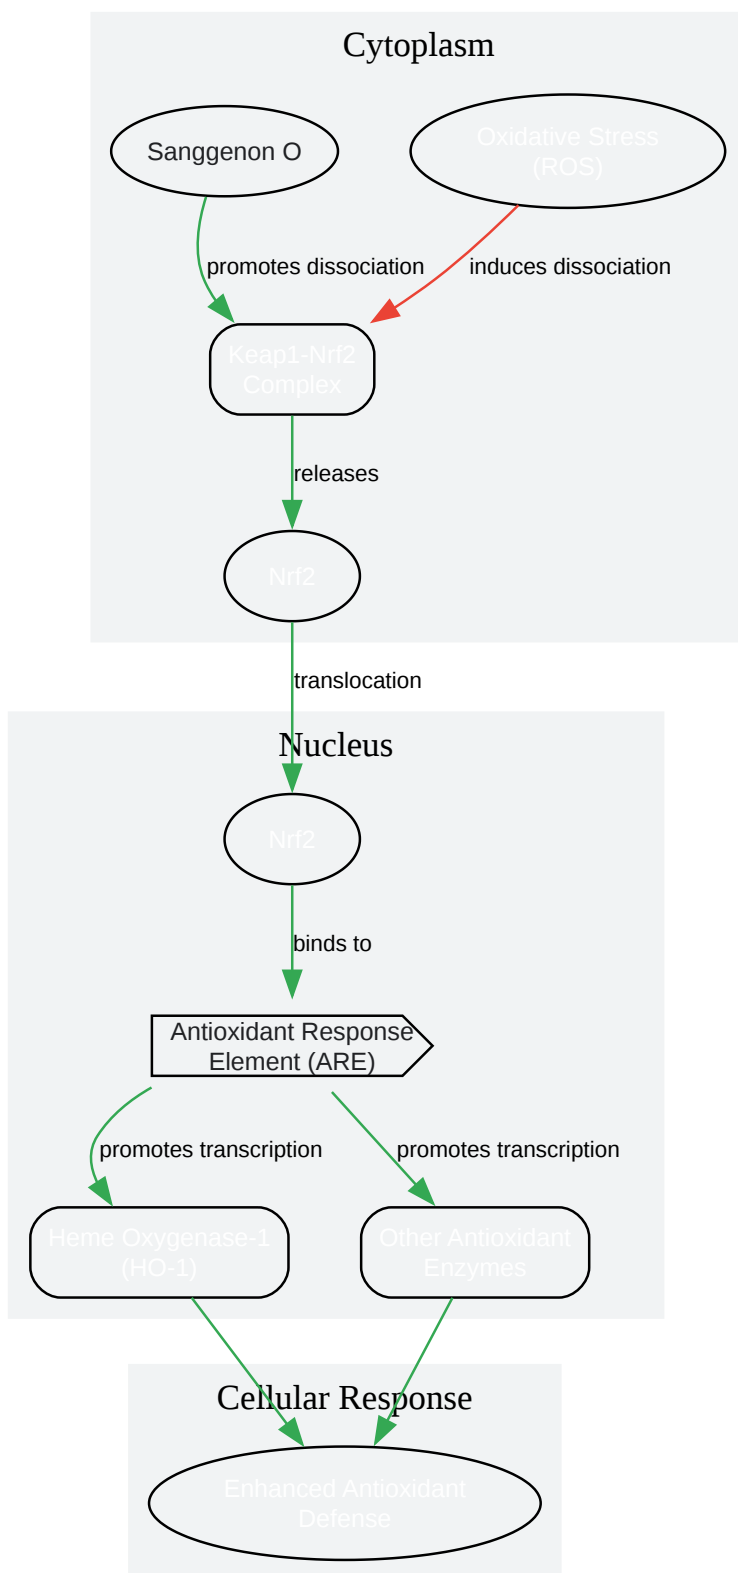 Cytoplasm
Sanggenon O
Oxidative Stress
(ROS)
promotes dissociation
induces dissociation
Keap1-Nrf2
Complex
releases
Nrf2
translocation
Nucleus
Nrf2
binds to
Antioxidant Response
Element (ARE)
promotes transcription
promotes transcription
Heme Oxygenase-1
(HO-1)
Other Antioxidant
Enzymes
Cellular Response
Enhanced Antioxidant
Defense